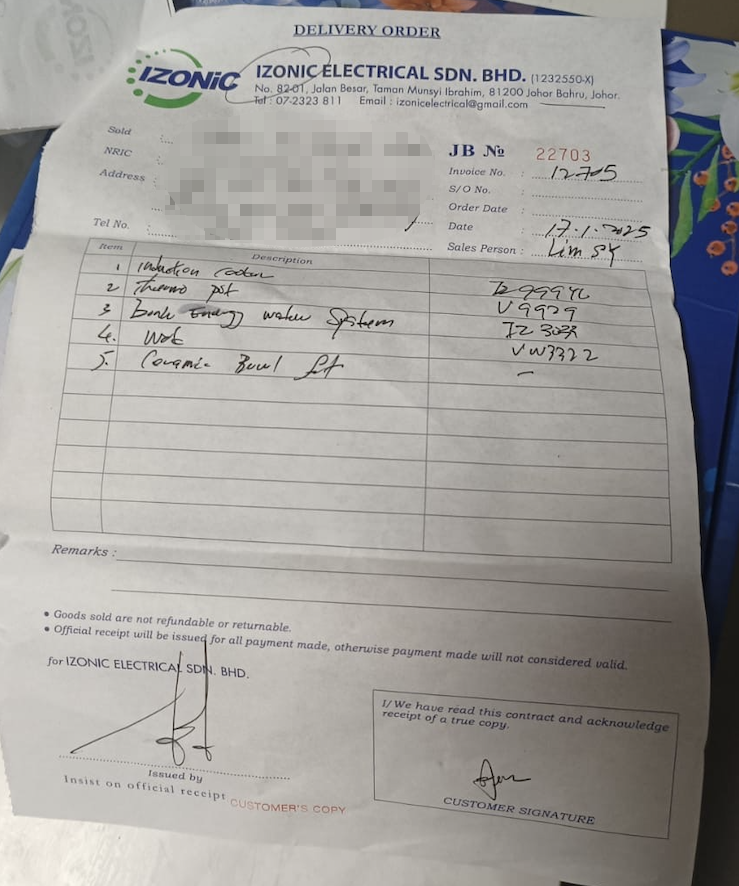 DELIVERY ORDER
IZONIC
IZONIC ELECTRICAL SDN. BHD. (1232550-X)
No. 82-01, Jalan Besar, Taman Munsyi Ibrahim, 81200 Johor Bahru, Johor.
Tel : 07-2323 811 Email : izonicelectrical@gmail.com
Sold :
NRIC :
Address :
Tel No. :
JB No 22703
Invoice No. : 12705
S/O No. :
Order Date :
Date : 17.1.2025
Sales Person : Lim SY
Item Description
1. Induction
2 Thermo pot V9929
3 Energy water System
4. Wok VW3322
5. Ceramic Bowl Set -
Remarks :
• Goods sold are not refundable or returnable.
• Official receipt will be issued for all payment made, otherwise payment made will not considered valid.
for IZONIC ELECTRICAL SDN. BHD.
Issued by
Insist on official receipt
CUSTOMER'S COPY
I/We have read this contract and acknowledge
receipt of a true copy.
CUSTOMER SIGNATURE